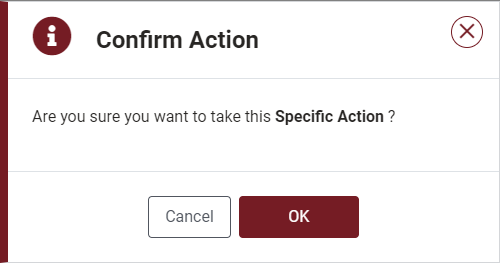 Confirm Action
Are you sure you want to take this Specific Action ?
Cancel OK